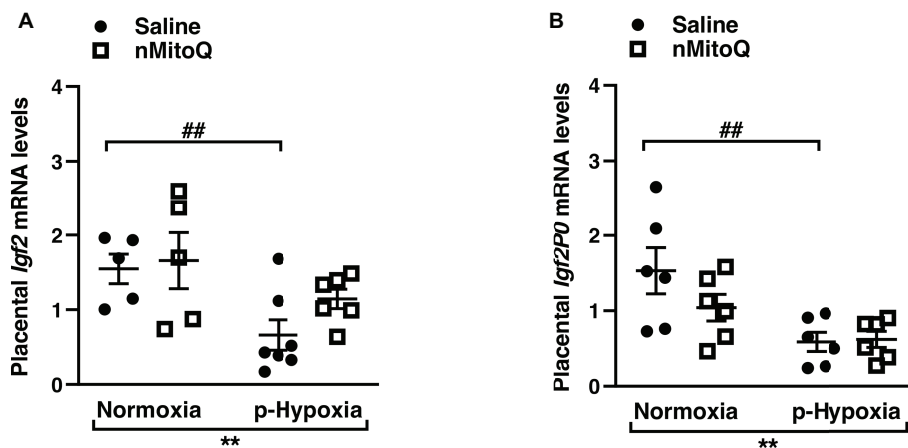 A
● Saline
□ nMitoQ
Placental Igf2 mRNA levels
4
3
2
1
0
##
Normoxia p-Hypoxia
**
B
● Saline
□ nMitoQ
Placental Igf2P0 mRNA levels
4
3
2
1
0
##
Normoxia p-Hypoxia
**